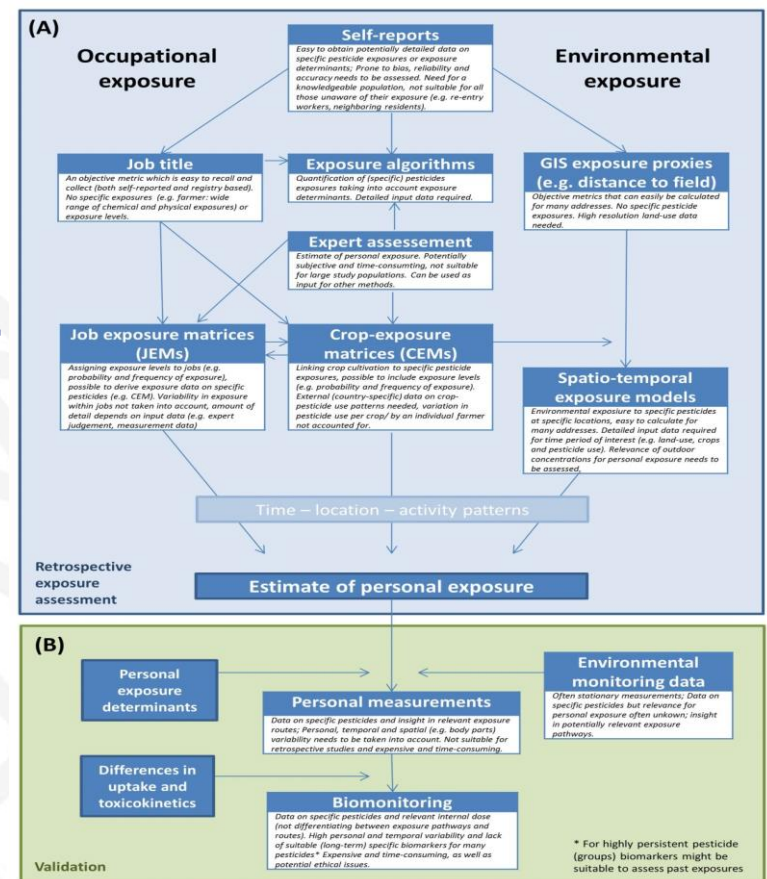 (A)
Occupational
exposure
Self-reports
Easy to obtain potentially detailed data on
specific pesticide exposures or exposure
determinants; Prone to bias, reliability and
accuracy needs to be assessed. Need for a
knowledgeable population, not suitable for all
those unaware of their exposure (e.g. re-entry
workers, neighboring residents).
Environmental
exposure
Job title
An objective metric which is easy to recall and
collect (both self-reported and registry based).
No specific exposures (e.g. farmer: wide
range of chemical and physical exposures) or
exposure levels.
Exposure algorithms
Quantification of (specific) pesticides
exposures taking into account exposure
determinants. Detailed input data required.
GIS exposure proxies
(e.g. distance to field)
Objective metrics that can easily be calculated
for many addresses. No specific pesticide
exposures. High resolution land-use data
needed.
Expert assessement
Estimate of personal exposure. Potentially
subjective and time-consumting, not suitable
for large study populations. Can be used as
input for other methods.
Job exposure matrices
(JEMs)
Assigning exposure levels to jobs (e.g.
probability and frequency of exposure),
possible to derive exposure data on specific
pesticides (e.g. CEM). Variability in exposure
within jobs not taken into account, amount of
detail depends on input data (e.g. expert
judgement, measurement data)
Crop-exposure
matrices (CEMs)
Linking crop cultivation to specific pesticide
exposures, possible to include exposure levels
(e.g. probability and frequency of exposure).
External (country-specific) data on crop-
pesticide use patterns needed, variation in
pesticide use per crop/ by an individual farmer
not accounted for.
Spatio-temporal
exposure models
Environmental exposiure to specific pesticides
at specific locations, easy to calculate for
many addresses. Detailed input data required
for time period of interest (e.g. land-use, crops
and pesticide use). Relevance of outdoor
concentrations for personal exposure needs to
be assessed,
Time – location – activity patterns
Retrospective
exposure
assessment
Estimate of personal exposure
(B)
Personal
exposure
determinants
Environmental
monitoring data
Often stationary measurements; Data on
specific pesticides but relevance for
personal exposure often unkown; insight
in potentially relevant exposure
pathways.
Personal measurements
Data on specific pesticides and insight in relevant exposure
routes; Personal, temporal and spatial (e.g. body parts)
variability needs to be taken into account. Not suitable for
retrospective studies and expensive and time-consuming.
Differences in
uptake and
toxicokinetics
Biomonitoring
Data on specific pesticides and relevant internal dose
(not differentiating between exposure pathways and
routes). High personal and temporal variability and lack
of suitable (long-term) specific biomarkers for many
pesticides* Expensive and time-consuming, as well as
potential ethical issues.
* For highly persistent pesticide
(groups) biomarkers might be
suitable to assess past exposures
Validation